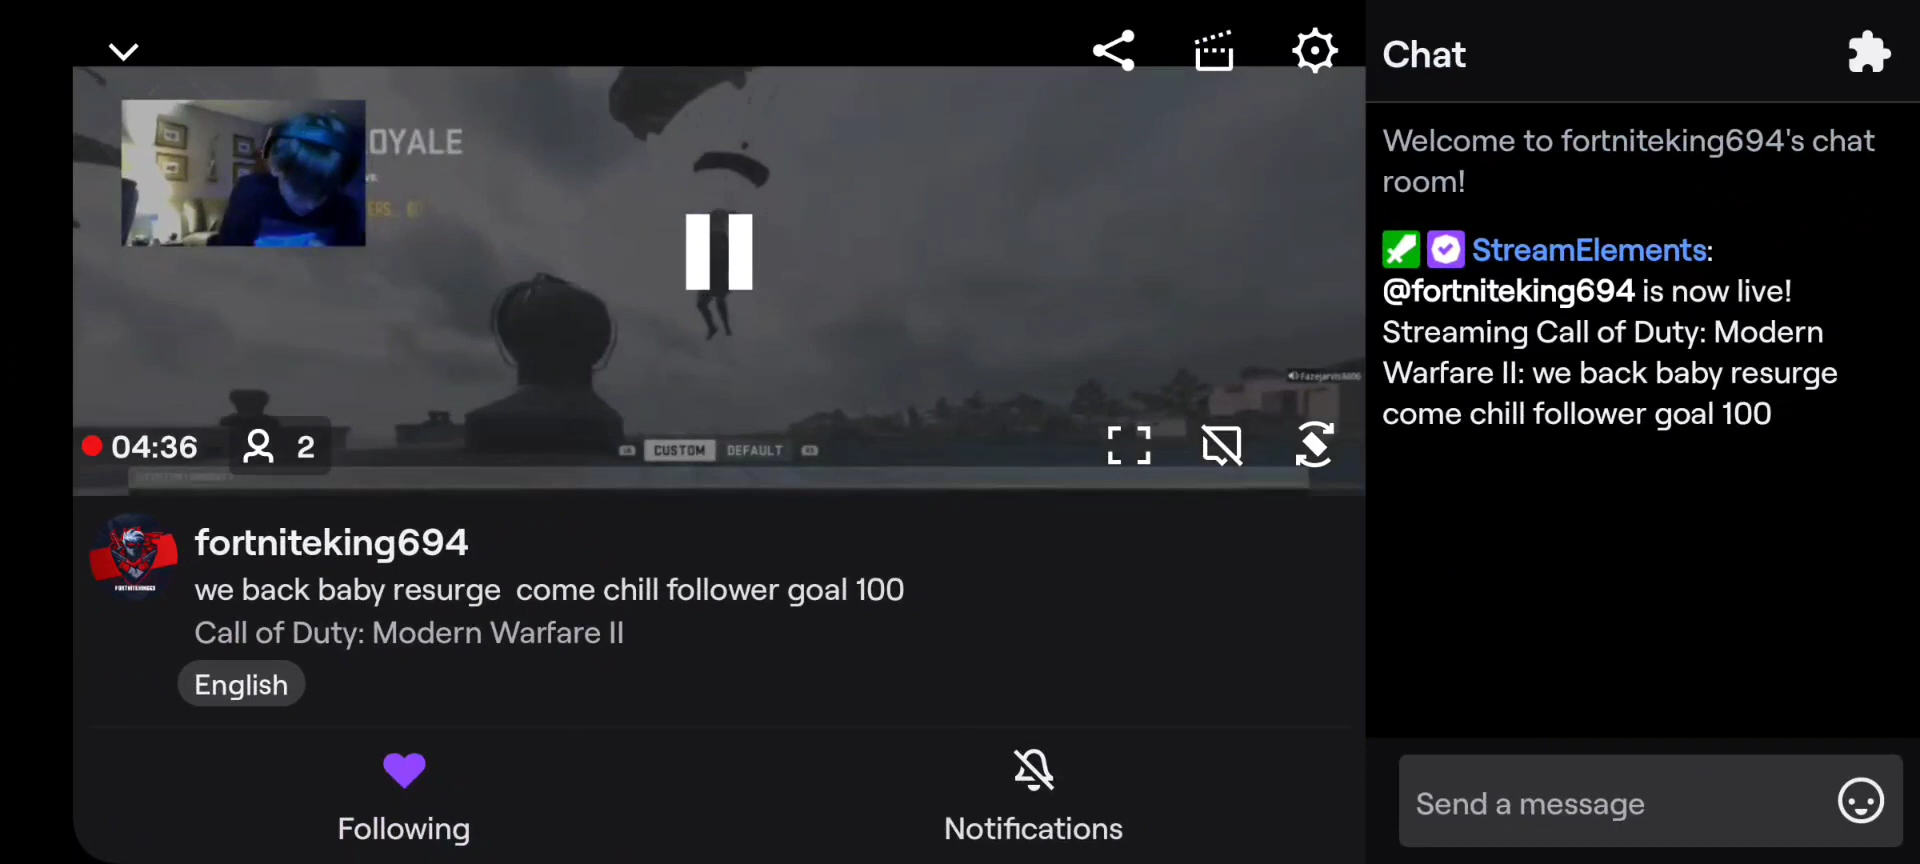 Chat
Welcome to fortniteking694's chat
room!
StreamElements:
@fortniteking694 is now live!
Streaming Call of Duty: Modern
Warfare II: we back baby resurge
come chill follower goal 100
OYALE
04:36
2
CUSTOM
DEFAULT
fortniteking694
we back baby resurge  come chill follower goal 100
Call of Duty: Modern Warfare II
English
Following
Notifications
Send a message